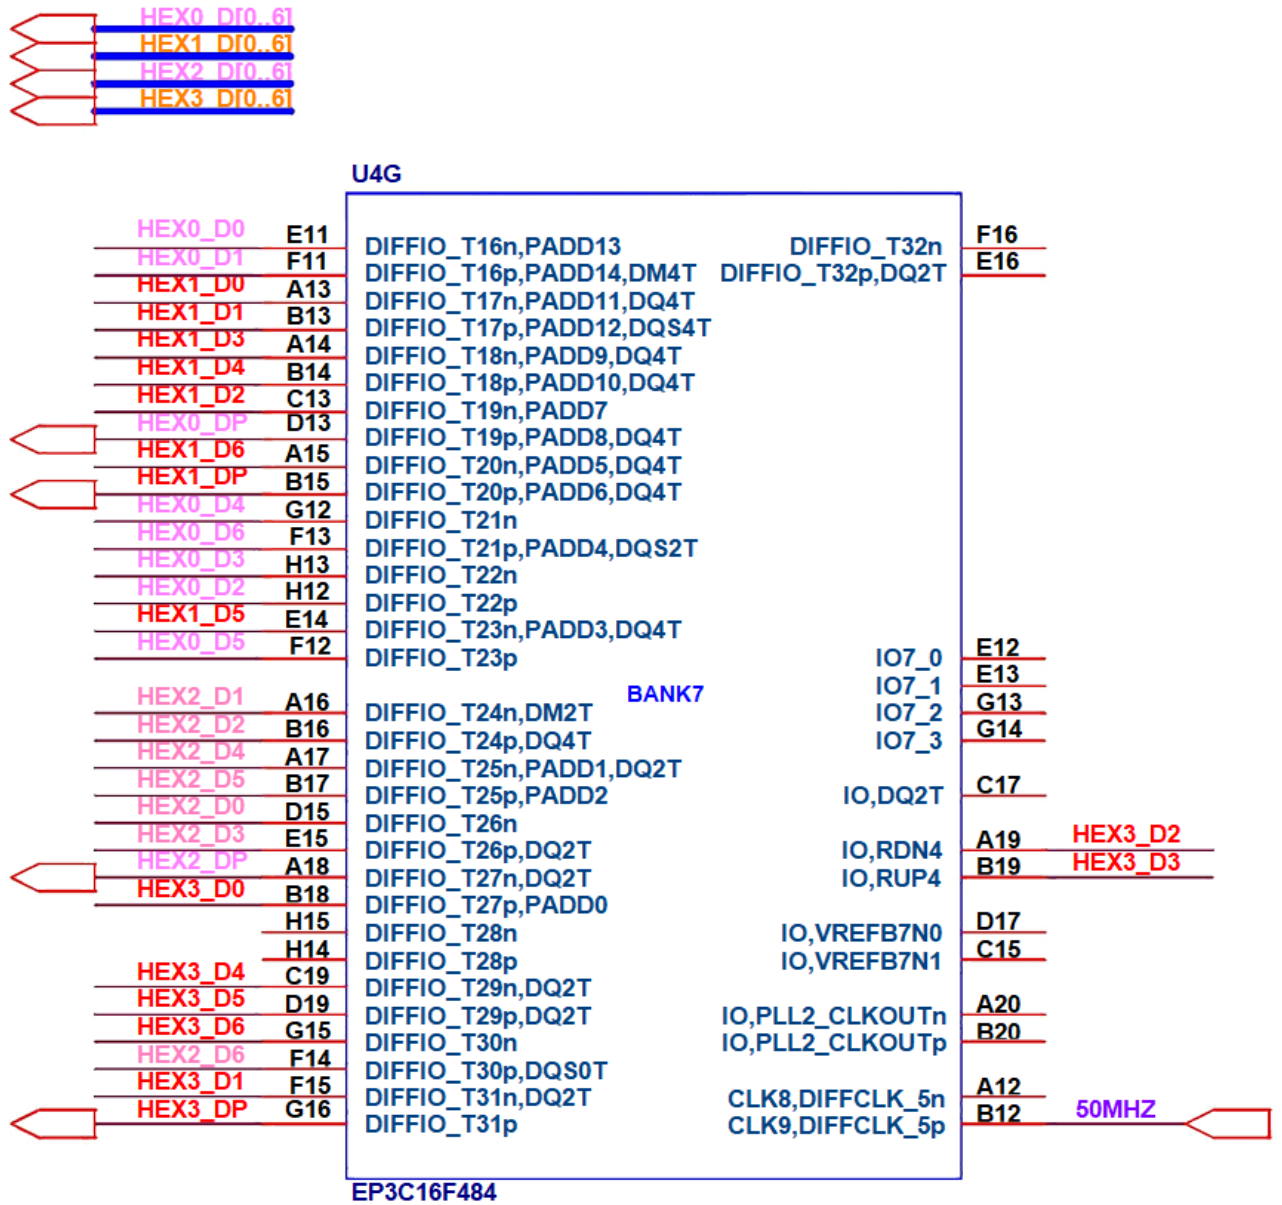 HEX0_D[0..6]
HEX1_D[0..6]
HEX2_D[0..6]
HEX3_D[0..6]
U4G
HEX0_D0 E11 DIFFIO_T16n,PADD13 DIFFIO_T32n F16
HEX0_D1 F11 DIFFIO_T16p,PADD14,DM4T DIFFIO_T32p,DQ2T E16
HEX1_D0 A13 DIFFIO_T17n,PADD11,DQ4T
HEX1_D1 B13 DIFFIO_T17p,PADD12,DQS4T
HEX1_D3 A14 DIFFIO_T18n,PADD9,DQ4T
HEX1_D4 B14 DIFFIO_T18p,PADD10,DQ4T
HEX1_D2 C13 DIFFIO_T19n,PADD7
HEX0_DP D13 DIFFIO_T19p,PADD8,DQ4T
HEX1_D6 A15 DIFFIO_T20n,PADD5,DQ4T
HEX1_DP B15 DIFFIO_T20p,PADD6,DQ4T
HEX0_D4 G12 DIFFIO_T21n
HEX0_D6 F13 DIFFIO_T21p,PADD4,DQS2T
HEX0_D3 H13 DIFFIO_T22n
HEX0_D2 H12 DIFFIO_T22p
HEX1_D5 E14 DIFFIO_T23n,PADD3,DQ4T
HEX0_D5 F12 DIFFIO_T23p IO7_0 E12
IO7_1 E13
BANK7
HEX2_D1 A16 DIFFIO_T24n,DM2T IO7_2 G13
HEX2_D2 B16 DIFFIO_T24p,DQ4T IO7_3 G14
HEX2_D4 A17 DIFFIO_T25n,PADD1,DQ2T
HEX2_D5 B17 DIFFIO_T25p,PADD2 IO,DQ2T C17
HEX2_D0 D15 DIFFIO_T26n
HEX2_D3 E15 DIFFIO_T26p,DQ2T IO,RDN4 A19 HEX3_D2
HEX2_DP A18 DIFFIO_T27n,DQ2T IO,RUP4 B19 HEX3_D3
HEX3_D0 B18 DIFFIO_T27p,PADD0
H15 DIFFIO_T28n IO,VREFB7N0 D17
H14 DIFFIO_T28p IO,VREFB7N1 C15
HEX3_D4 C19 DIFFIO_T29n,DQ2T
HEX3_D5 D19 DIFFIO_T29p,DQ2T IO,PLL2_CLKOUTn A20
HEX3_D6 G15 DIFFIO_T30n IO,PLL2_CLKOUTp B20
HEX2_D6 F14 DIFFIO_T30p,DQS0T
HEX3_D1 F15 DIFFIO_T31n,DQ2T CLK8,DIFFCLK_5n A12
HEX3_DP G16 DIFFIO_T31p CLK9,DIFFCLK_5p B12 50MHZ
EP3C16F484